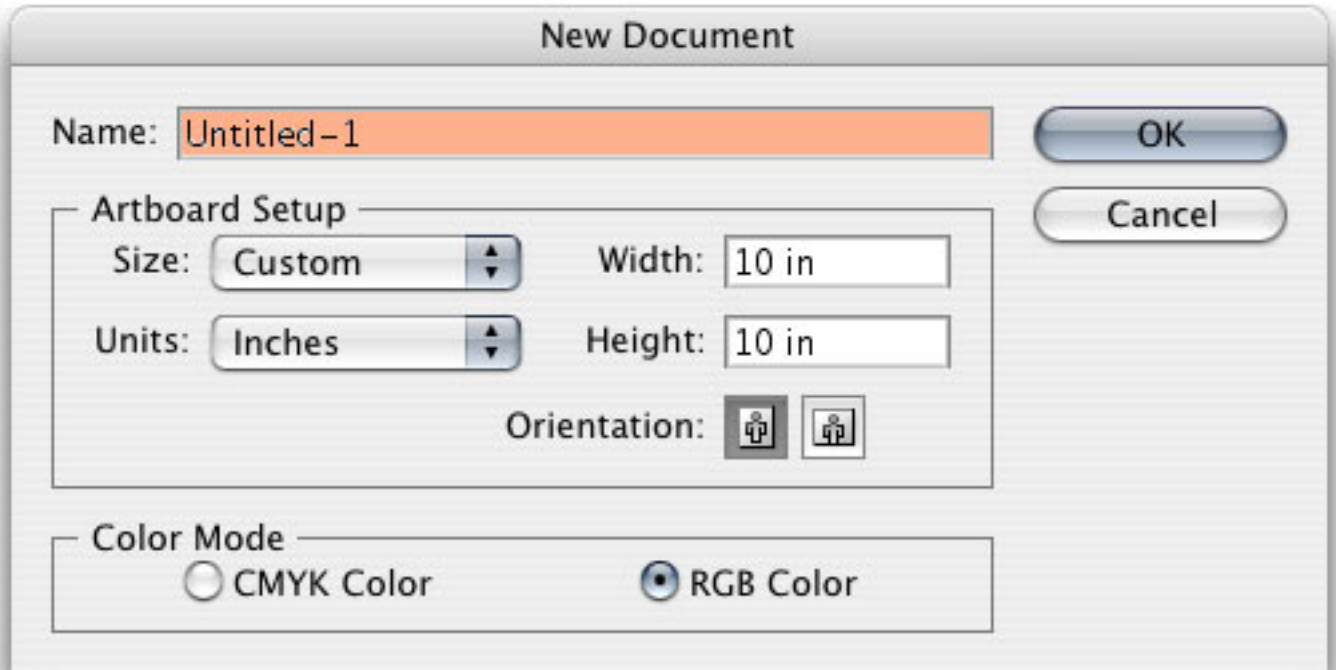 New Document
Name: Untitled-1
OK
Artboard Setup
Cancel
Size: Custom
Width: 10 in
Units: Inches
Height: 10 in
Orientation:
Color Mode
CMYK Color
RGB Color